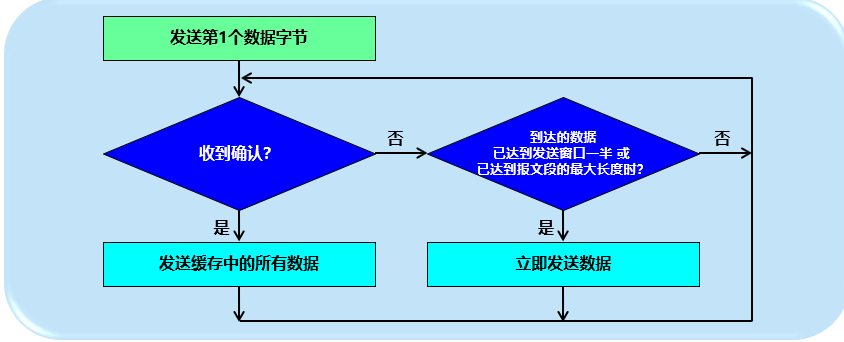 发送第1个数据字节
收到确认？
否
到达的数据
已达到发送窗口一半 或
已达到报文段的最大长度时？
否
是
是
发送缓存中的所有数据
立即发送数据